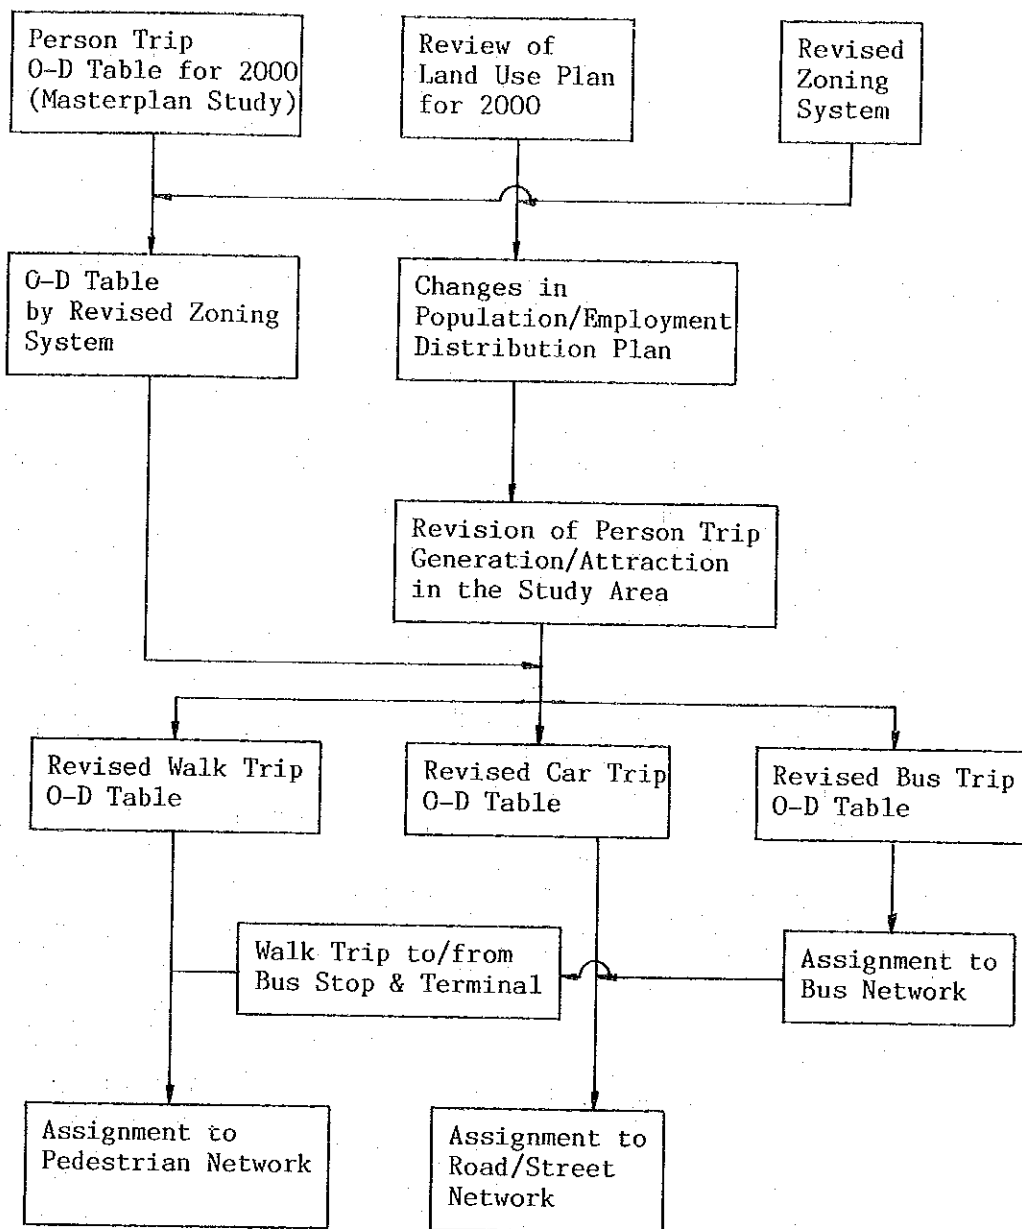 Person Trip
O-D Table for 2000
(Masterplan Study)
Review of
Land Use Plan
for 2000
Revised
Zoning
System
O-D Table
by Revised Zoning
System
Changes in
Population/Employment
Distribution Plan
Revision of Person Trip
Generation/Attraction
in the Study Area
Revised Walk Trip
O-D Table
Revised Car Trip
O-D Table
Revised Bus Trip
O-D Table
Walk Trip to/from
Bus Stop & Terminal
Assignment to
Bus Network
Assignment to
Pedestrian Network
Assignment to
Road/Street
Network